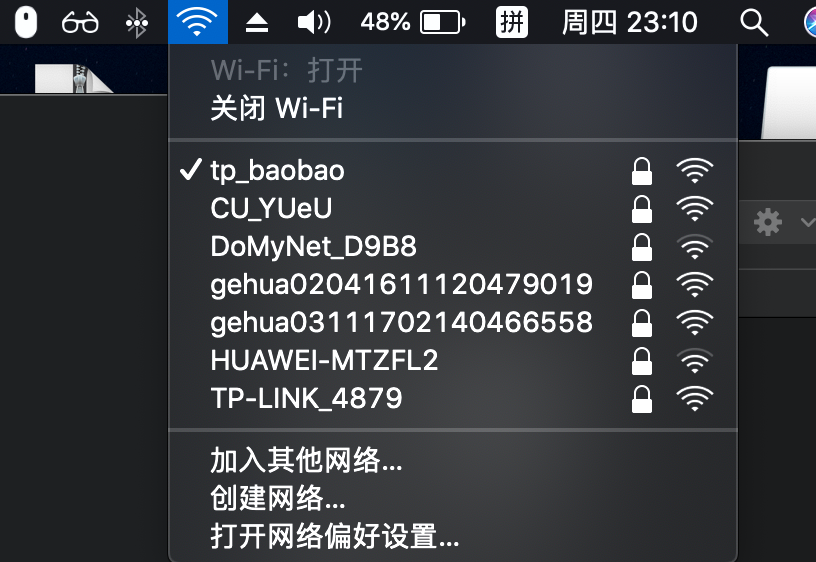 48% 拼 周四 23:10
Wi-Fi：打开
关闭 Wi-Fi
tp_baobao
CU_YUeU
DoMyNet_D9B8
gehua02041611120479019
gehua03111702140466558
HUAWEI-MTZFL2
TP-LINK_4879
加入其他网络...
创建网络...
打开网络偏好设置...